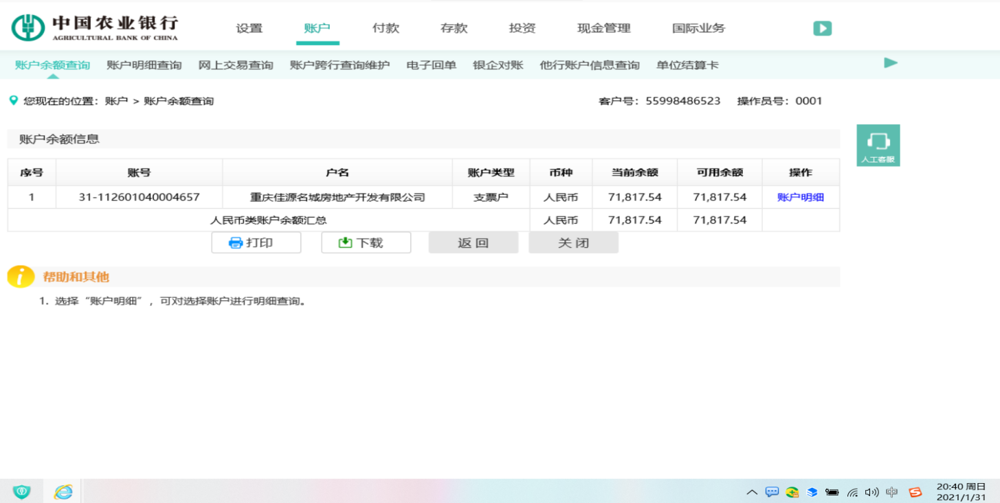 中国农业银行
AGRICULTURAL BANK OF CHINA
设置 账户 付款 存款 投资 现金管理 国际业务
账户余额查询 账户明细查询 网上交易查询 账户跨行查询维护 电子回单 银企对账 他行账户信息查询 单位结算卡
您现在的位置：账户 > 账户余额查询 客户号：55998486523 操作员号：0001
账户余额信息
人工客服
序号 账号 户名 账户类型 币种 当前余额 可用余额 操作
1 31-112601040004657 重庆佳源名城房地产开发有限公司 支票户 人民币 71,817.54 71,817.54 账户明细
人民币类账户余额汇总 人民币 71,817.54 71,817.54
打印 下载 返回 关闭
帮助和其他
1. 选择“账户明细”，可对选择账户进行明细查询。
中 20:40 周日
2021/1/31